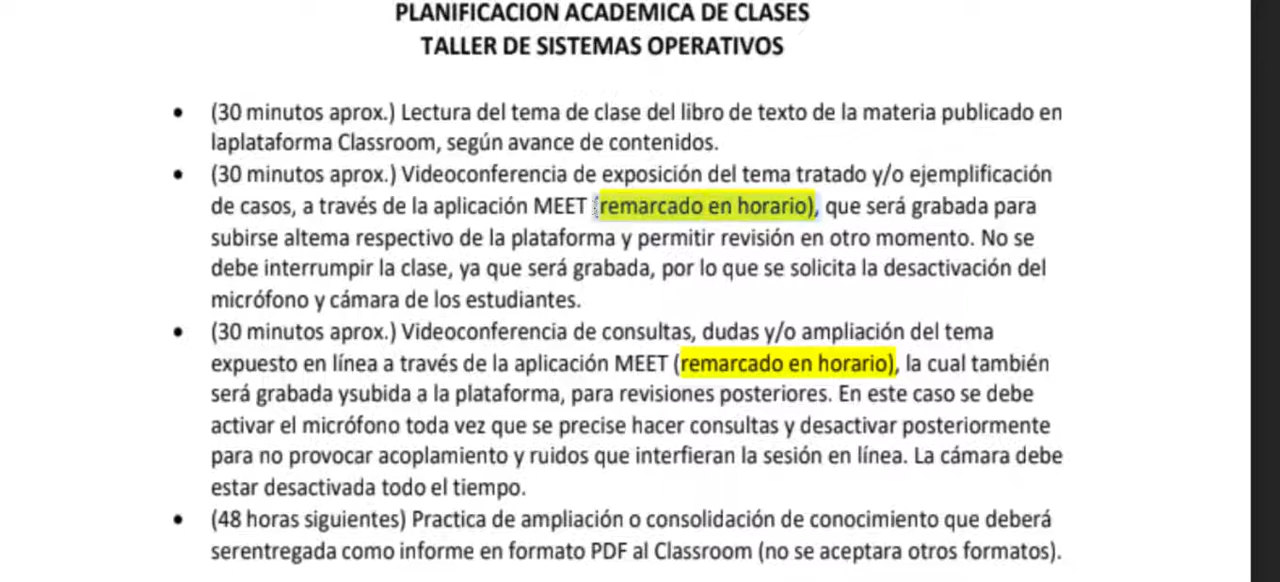 PLANIFICACION ACADEMICA DE CLASES
TALLER DE SISTEMAS OPERATIVOS
• (30 minutos aprox.) Lectura del tema de clase del libro de texto de la materia publicado en
laplataforma Classroom, según avance de contenidos.
• (30 minutos aprox.) Videoconferencia de exposición del tema tratado y/o ejemplificación
de casos, a través de la aplicación MEET (remarcado en horario), que será grabada para
subirse altema respectivo de la plataforma y permitir revisión en otro momento. No se
debe interrumpir la clase, ya que será grabada, por lo que se solicita la desactivación del
micrófono y cámara de los estudiantes.
• (30 minutos aprox.) Videoconferencia de consultas, dudas y/o ampliación del tema
expuesto en línea a través de la aplicación MEET (remarcado en horario), la cual también
será grabada ysubida a la plataforma, para revisiones posteriores. En este caso se debe
activar el micrófono toda vez que se precise hacer consultas y desactivar posteriormente
para no provocar acoplamiento y ruidos que interfieran la sesión en línea. La cámara debe
estar desactivada todo el tiempo.
• (48 horas siguientes) Practica de ampliación o consolidación de conocimiento que deberá
serentregada como informe en formato PDF al Classroom (no se aceptara otros formatos).